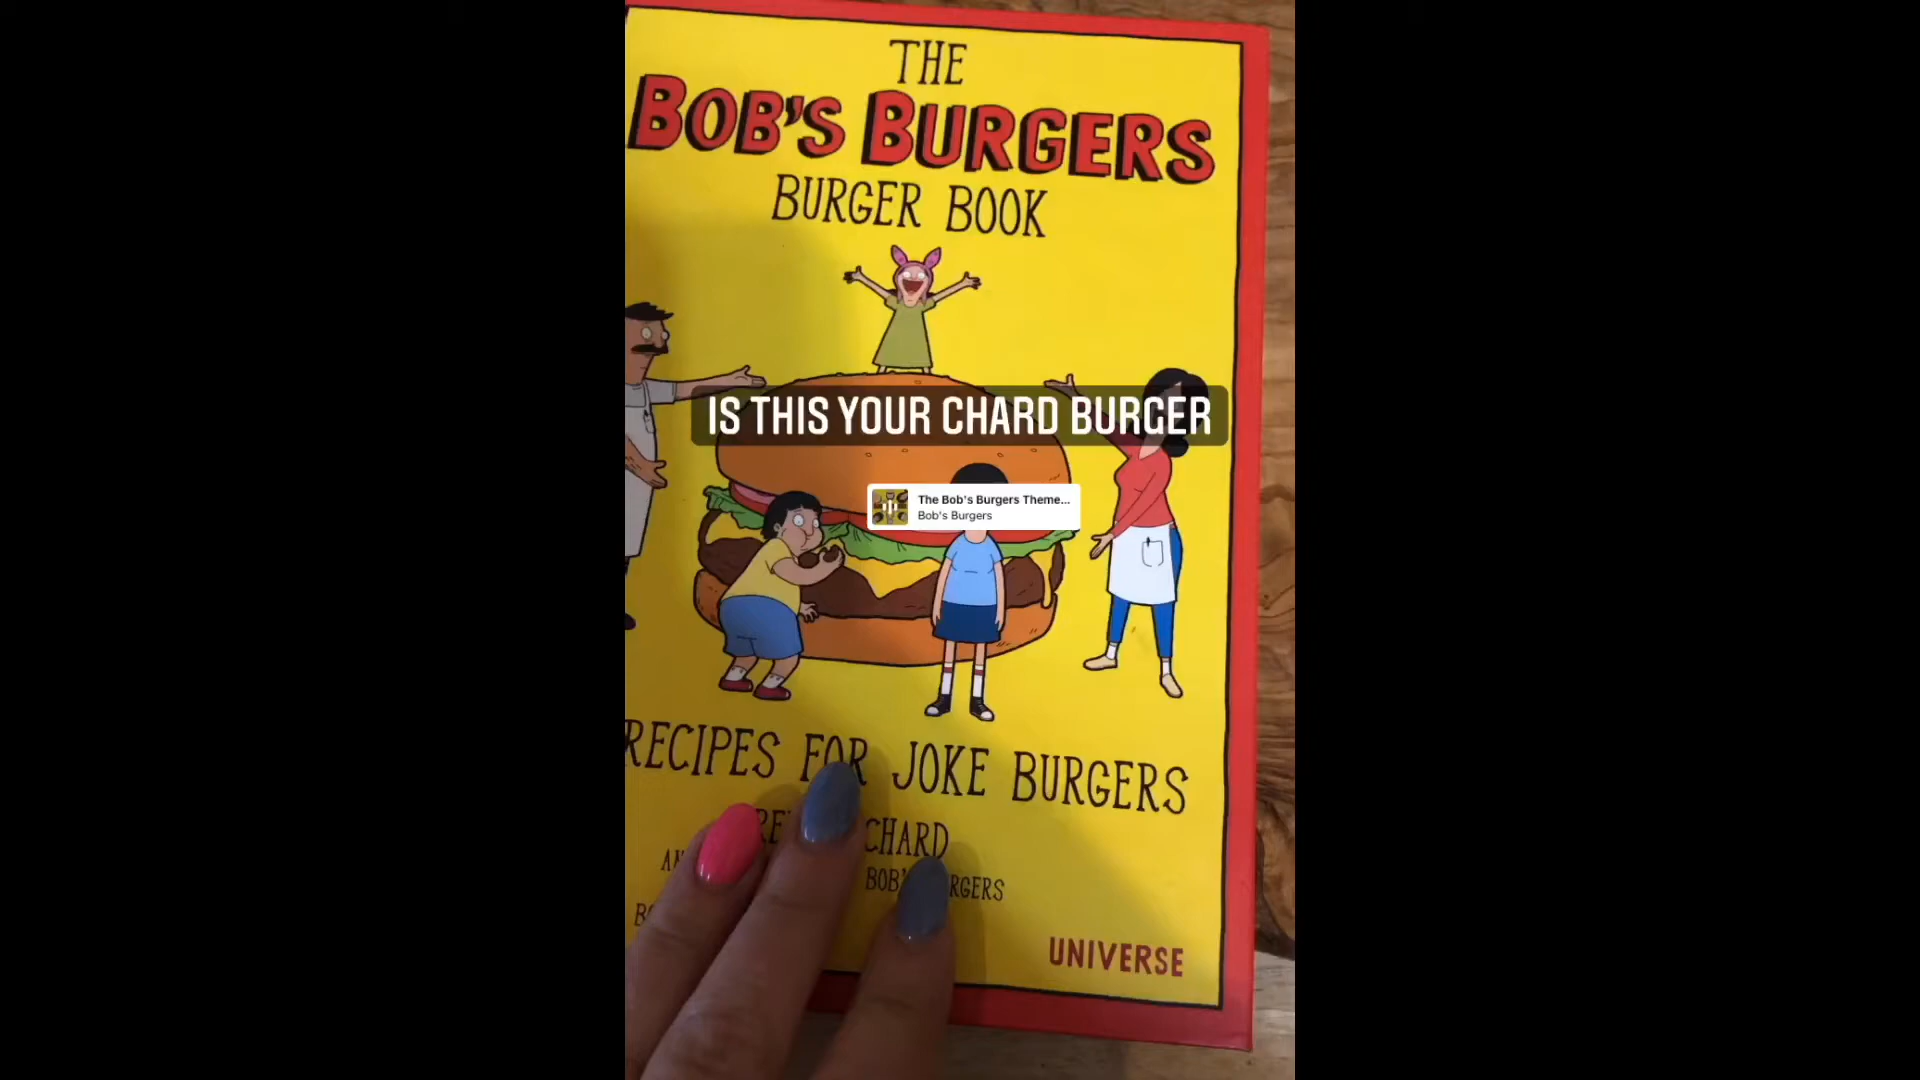 THE
BOB'S BURGERS
BURGER BOOK
IS THIS YOUR CHARD BURGER
The Bob's Burgers Theme...
Bob's Burgers
RECIPES FOR JOKE BURGERS
CHARD
UNIVERSE